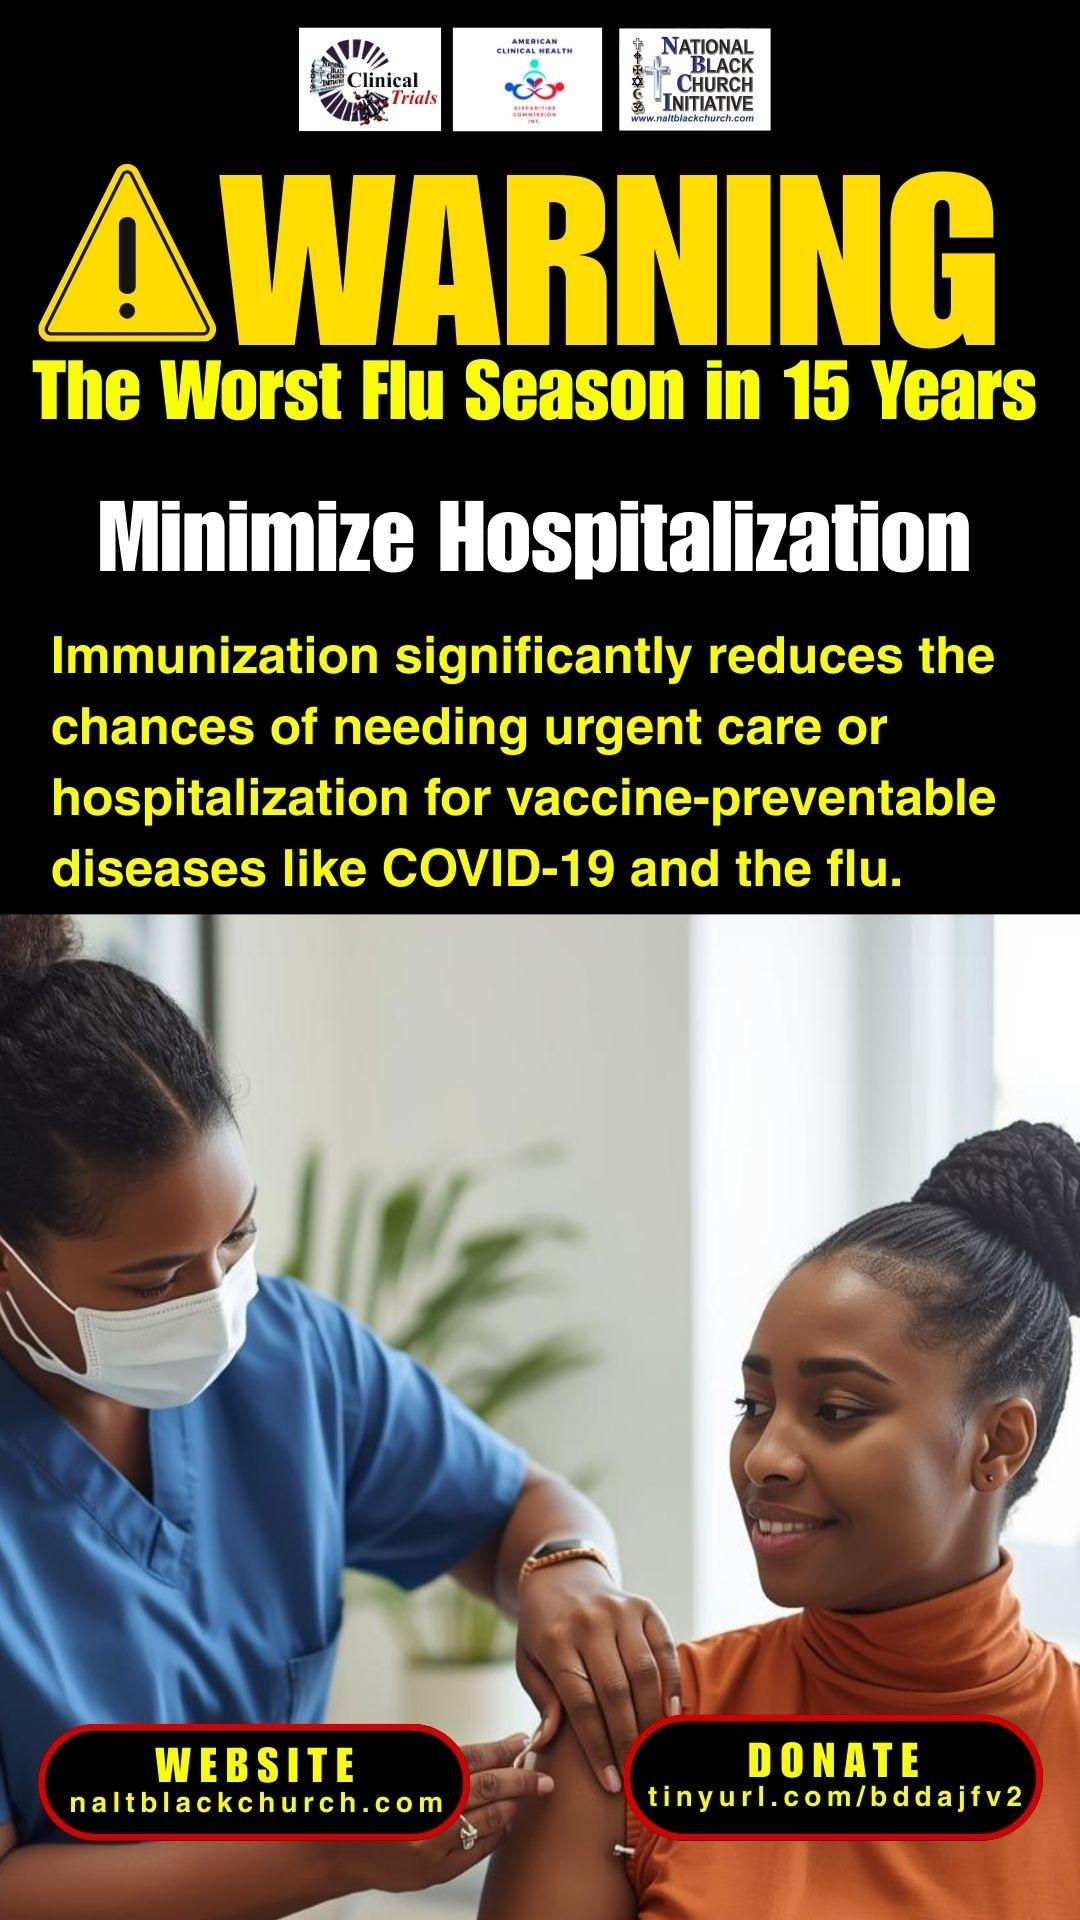 Clinical
Trials
AMERICAN
CLINICAL HEALTH
DISPARITIES
COMMISSION
INC.
NATIONAL
BLACK
CHURCH
INITIATIVE
www.naltblackchurch.com
WARNING
The Worst Flu Season in 15 Years
Minimize Hospitalization
Immunization significantly reduces the
chances of needing urgent care or
hospitalization for vaccine-preventable
diseases like COVID-19 and the flu.
WEBSITE
naltblackchurch.com
DONATE
tinyurl.com/bddajfv2